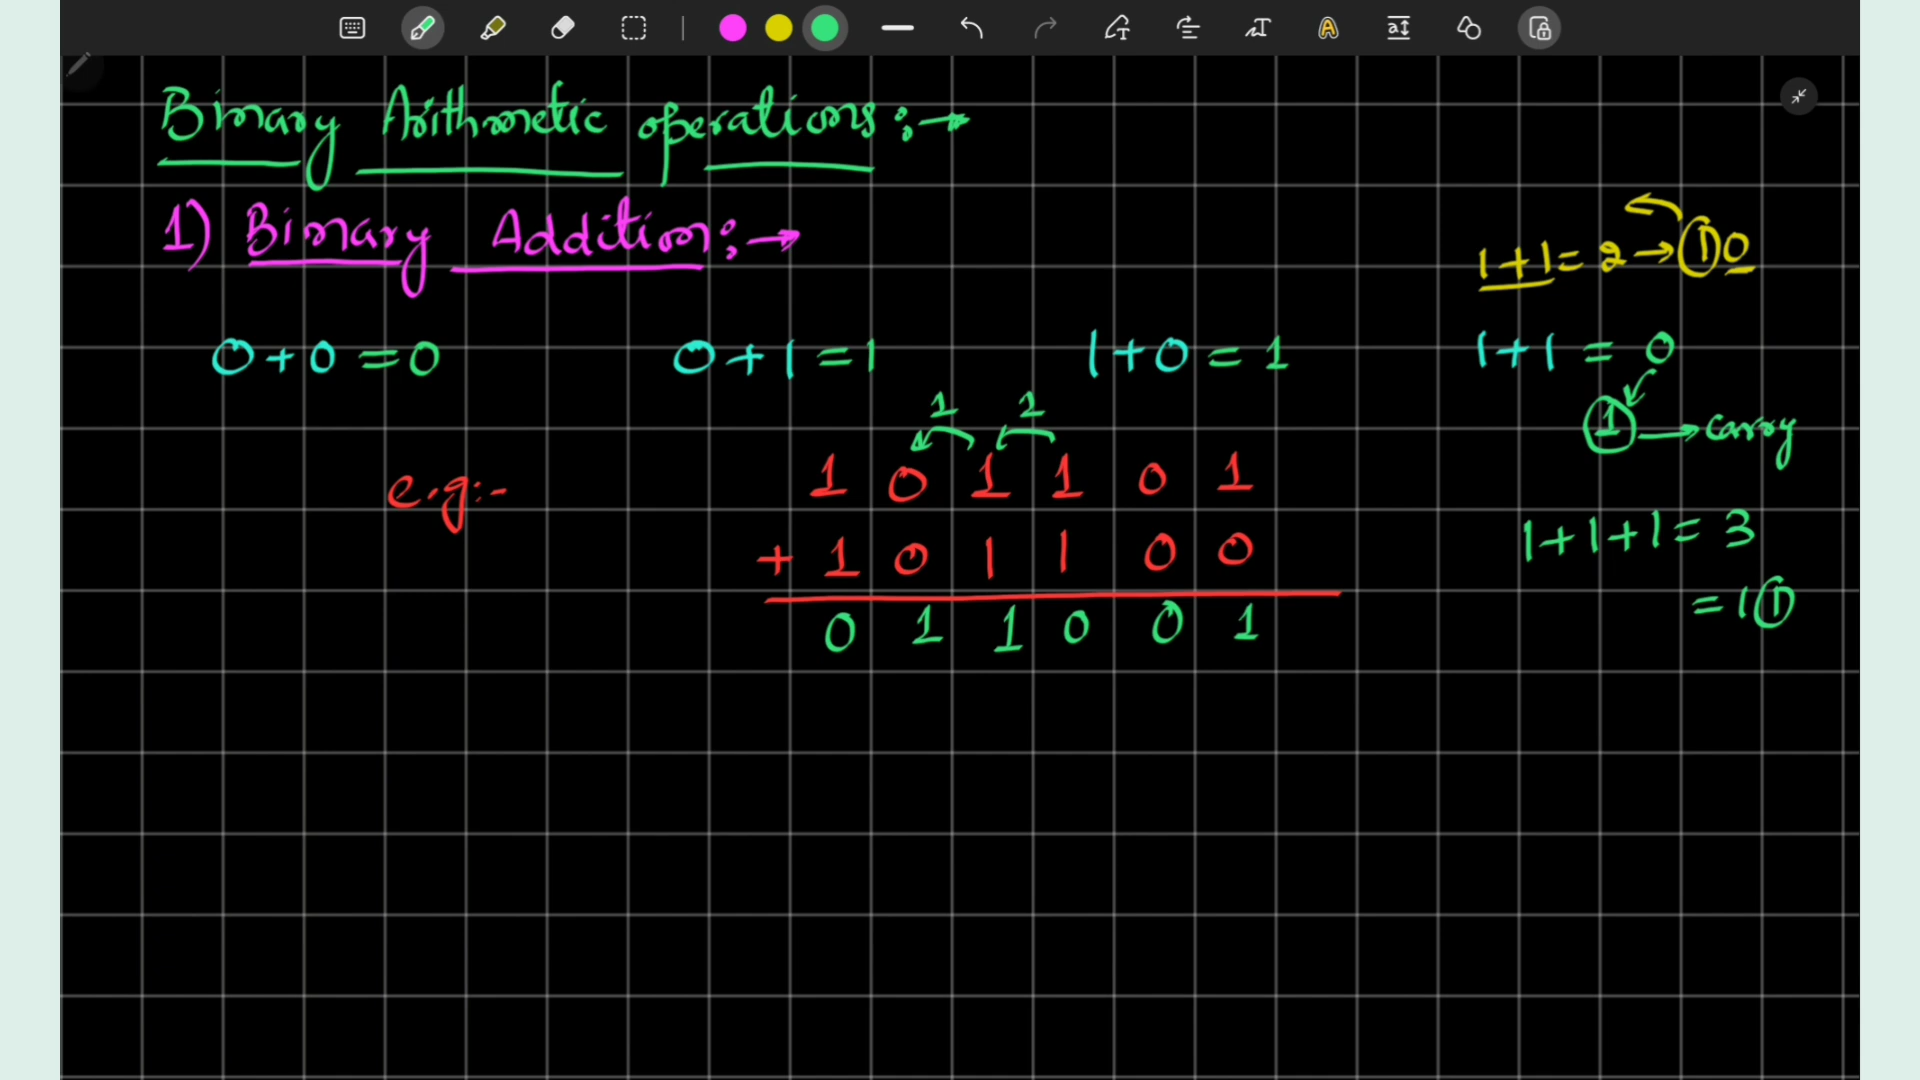 Binary Arithmetic operations :→
1) Binary Addition :→
1+1= 2 → 10
0+0 =0 0+1 =1 1+0 = 1 1+1 = 0
1 1
1 → carry
e.g:- 1 0 1 1 0 1
+ 1 0 1 1 0 0
1+1+1= 3
0 1 1 0 0 1
= 11